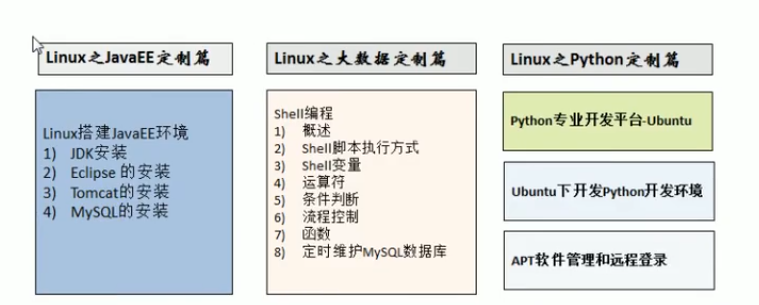 Linux之JavaEE定制篇
Linux搭建JavaEE环境
1) JDK安装
2) Eclipse 的安装
3) Tomcat的安装
4) MySQL的安装
Linux之大数据定制篇
Shell编程
1) 概述
2) Shell脚本执行方式
3) Shell变量
4) 运算符
5) 条件判断
6) 流程控制
7) 函数
8) 定时维护MySQL数据库
Linux之Python定制篇
Python专业开发平台-Ubuntu
Ubuntu下开发Python开发环境
APT软件管理和远程登录